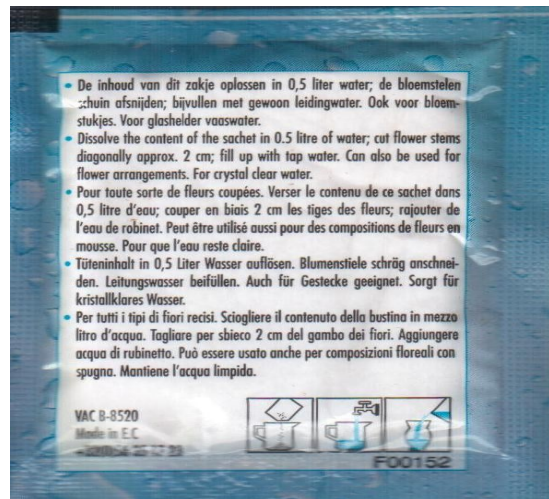 • De inhoud van dit zakje oplossen in 0,5 liter water; de bloemstelen
schuin afsnijden; bijvullen met gewoon leidingwater. Ook voor bloem-
stukjes. Voor glashelder vaaswater.
• Dissolve the content of the sachet in 0.5 litre of water; cut flower stems
diagonally approx. 2 cm; fill up with tap water. Can also be used for
flower arrangements. For crystal clear water.
• Pour toute sorte de fleurs coupées. Verser le contenu de ce sachet dans
0,5 litre d'eau; couper en biais 2 cm les tiges des fleurs; rajouter de
l'eau de robinet. Peut être utilisé aussi pour des compositions de fleurs en
mousse. Pour que l'eau reste claire.
• Tüteninhalt in 0,5 Liter Wasser auflösen. Blumenstiele schräg anschnei-
den. Leitungswasser beifüllen. Auch für Gestecke geeignet. Sorgt für
kristallklares Wasser.
• Per tutti i tipi di fiori recisi. Sciogliere il contenuto della bustina in mezzo
litro d'acqua. Tagliare per sbieco 2 cm del gambo dei fiori. Aggiungere
acqua di rubinetto. Può essere usato anche per composizioni floreali con
spugna. Mantiene l'acqua limpida.
VAC B-8520
Made in E.C
F00152